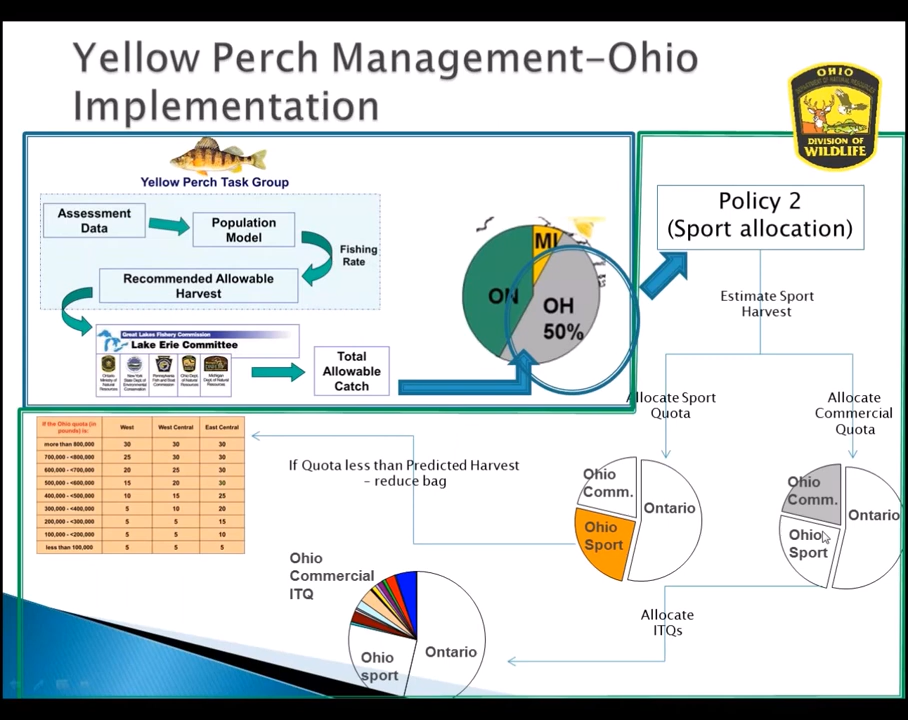 Yellow Perch Management–Ohio
Implementation
OHIO
DIVISION OF
WILDLIFE
Yellow Perch Task Group
Assessment
Data
Population
Model
Fishing
Rate
Recommended Allowable
Harvest
Great Lakes Fishery Commission
Lake Erie Committee
Total
Allowable
Catch
MI
ON
OH
50%
Policy 2
(Sport allocation)
Estimate Sport
Harvest
Allocate Sport
Quota
Allocate
Commercial
Quota
If the Ohio quota (in pounds) is: West West Central East Central
more than 800,000 30 30 30
700,000 - <800,000 25 30 30
600,000 - <700,000 20 25 30
500,000 - <600,000 15 20 30
400,000 - <500,000 10 15 25
300,000 - <400,000 5 10 20
200,000 - <300,000 5 5 15
100,000 - <200,000 5 5 10
less than 100,000 5 5 5
If Quota less than Predicted Harvest
– reduce bag
Ohio
Comm.
Ontario
Ohio
Sport
Ohio
Comm.
Ontario
Ohio
Sport
Ohio
Commercial
ITQ
Ohio
sport
Ontario
Allocate
ITQs